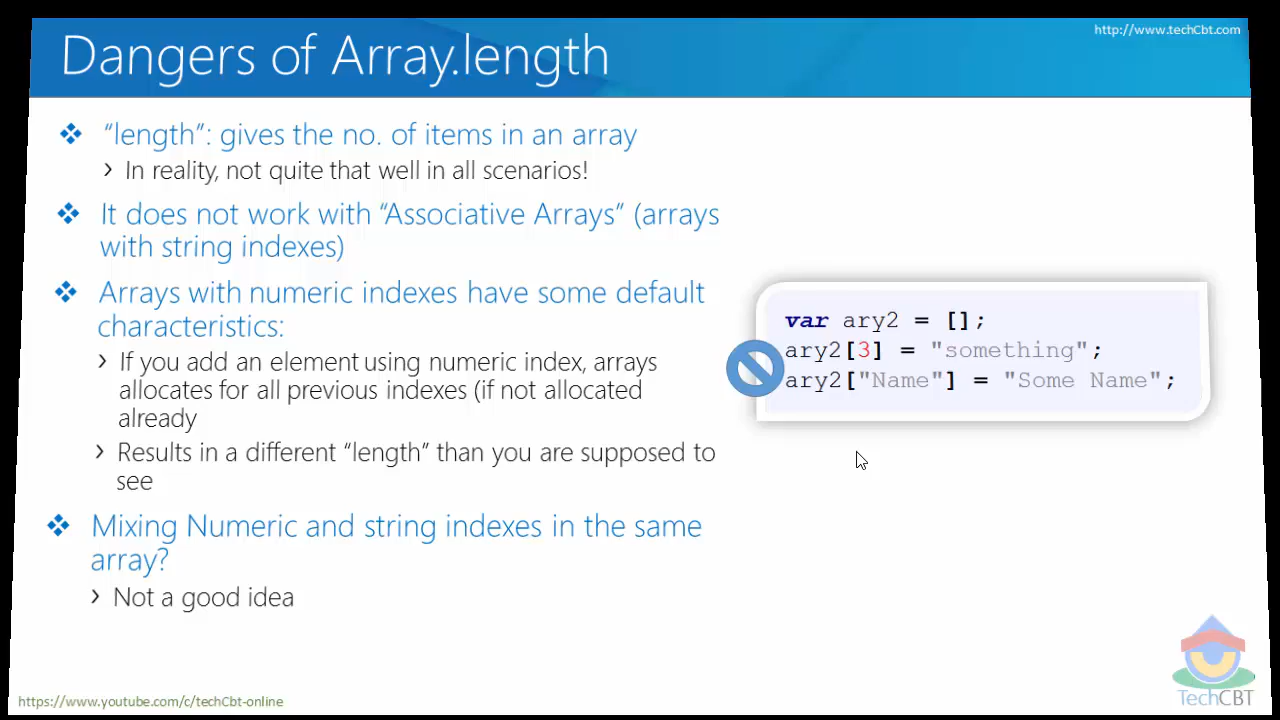 Dangers of Array.length
http://www.techCbt.com
“length”: gives the no. of items in an array
In reality, not quite that well in all scenarios!
It does not work with “Associative Arrays” (arrays
with string indexes)
Arrays with numeric indexes have some default
characteristics:
If you add an element using numeric index, arrays
allocates for all previous indexes (if not allocated
already
Results in a different “length” than you are supposed to
see
Mixing Numeric and string indexes in the same
array?
Not a good idea
var ary2 = [];
ary2[3] = "something";
ary2["Name"] = "Some Name";
https://www.youtube.com/c/techCbt-online
TechCBT